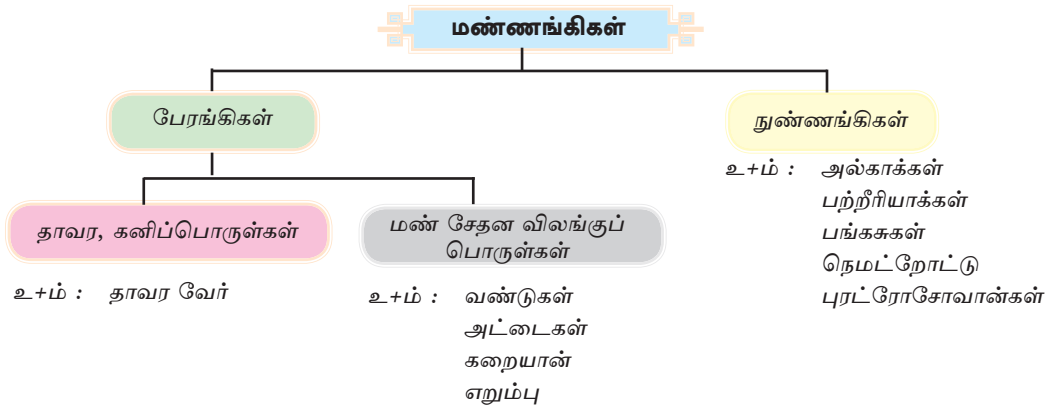 மண்ணங்கிகள்
பேரங்கிகள்
நுண்ணங்கிகள்
தாவர, கனிப்பொருள்கள்
உ+ம் : தாவர வேர்
மண் சேதன விலங்குப்
பொருள்கள்
உ+ம் : வண்டுகள்
அட்டைகள்
கறையான்
எறும்பு
உ+ம் : அல்காக்கள்
பற்றீரியாக்கள்
பங்கசுகள்
நெமட்றோட்டு
புரட்ரோசோவான்கள்